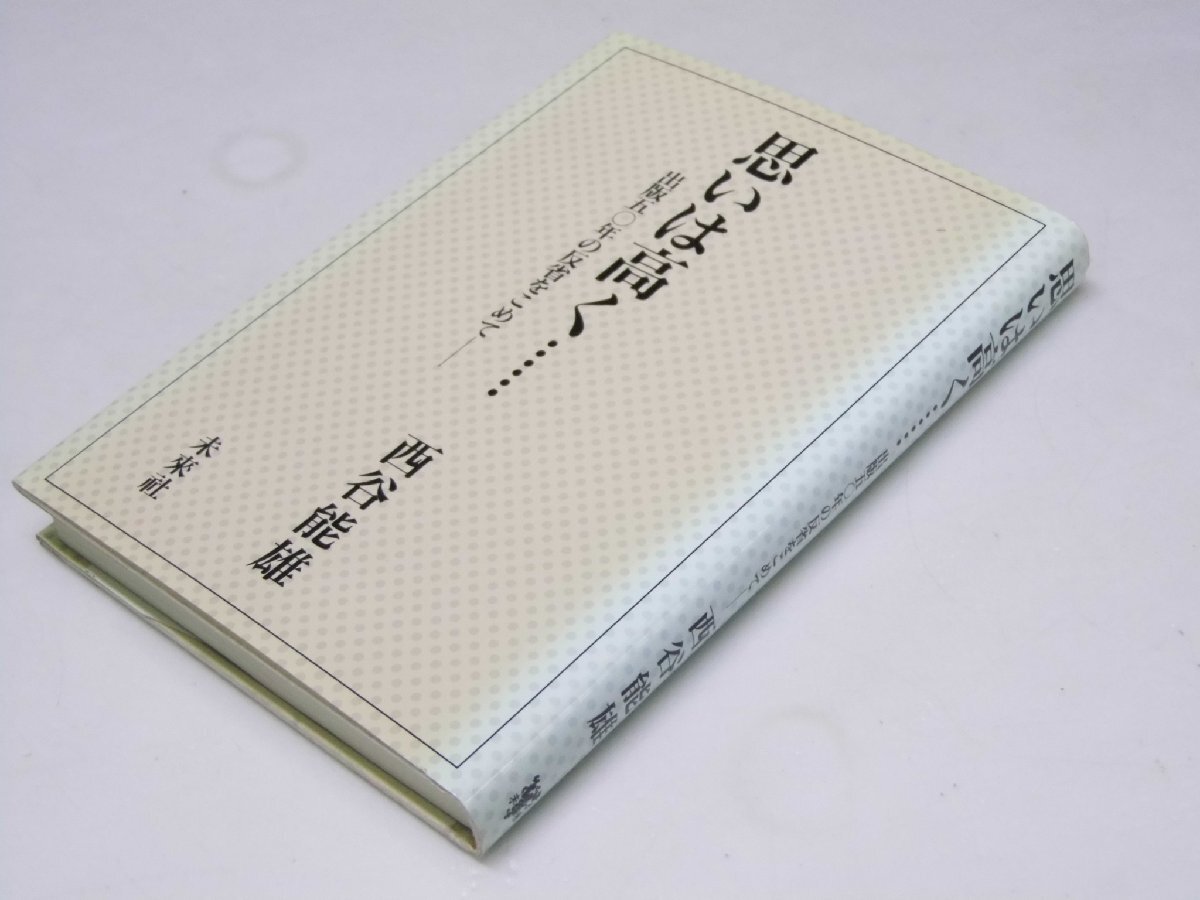 思いは高く……
出版五〇年の反省をこめて――
西谷能雄
未來社
思いは高く……
出版五〇年の反省をこめて――
西谷能雄